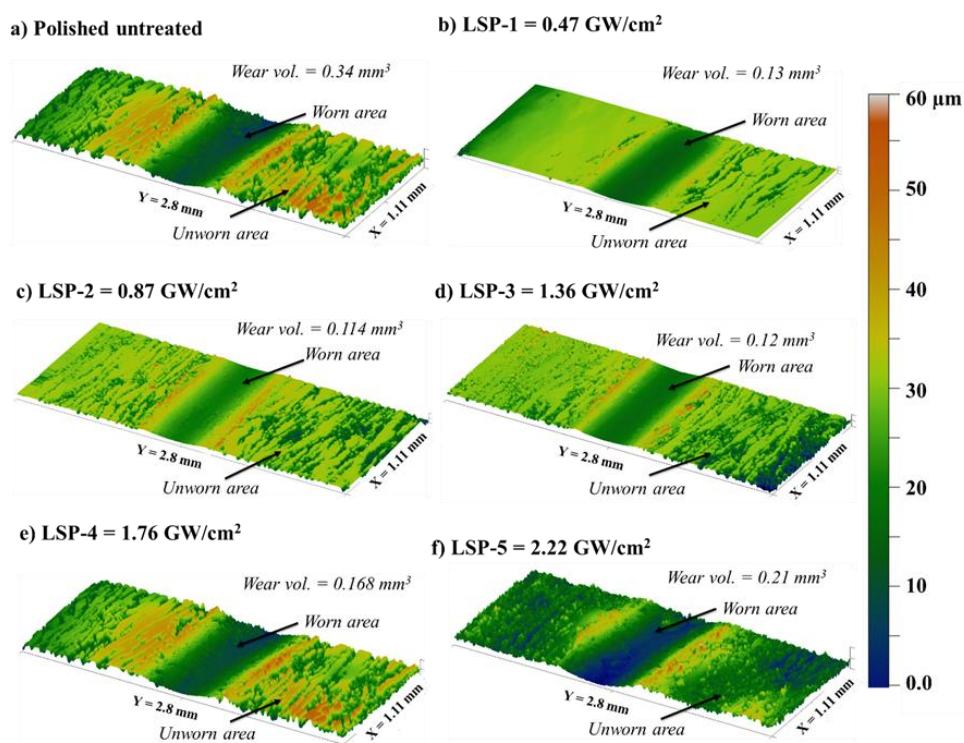 a) Polished untreated
Wear vol. = 0.34 mm³
Worn area
Y = 2.8 mm
X = 1.11 mm
Unworn area
b) LSP-1 = 0.47 GW/cm²
Wear vol. = 0.13 mm³
Worn area
Y = 2.8 mm
X = 1.11 mm
Unworn area
c) LSP-2 = 0.87 GW/cm²
Wear vol. = 0.114 mm³
Worn area
Y = 2.8 mm
X = 1.11 mm
Unworn area
d) LSP-3 = 1.36 GW/cm²
Wear vol. = 0.12 mm³
Worn area
Y = 2.8 mm
X = 1.11 mm
Unworn area
e) LSP-4 = 1.76 GW/cm²
Wear vol. = 0.168 mm³
Worn area
Y = 2.8 mm
X = 1.11 mm
Unworn area
f) LSP-5 = 2.22 GW/cm²
Wear vol. = 0.21 mm³
Worn area
Y = 2.8 mm
X = 1.11 mm
Unworn area
60 µm
50
40
30
20
10
0.0